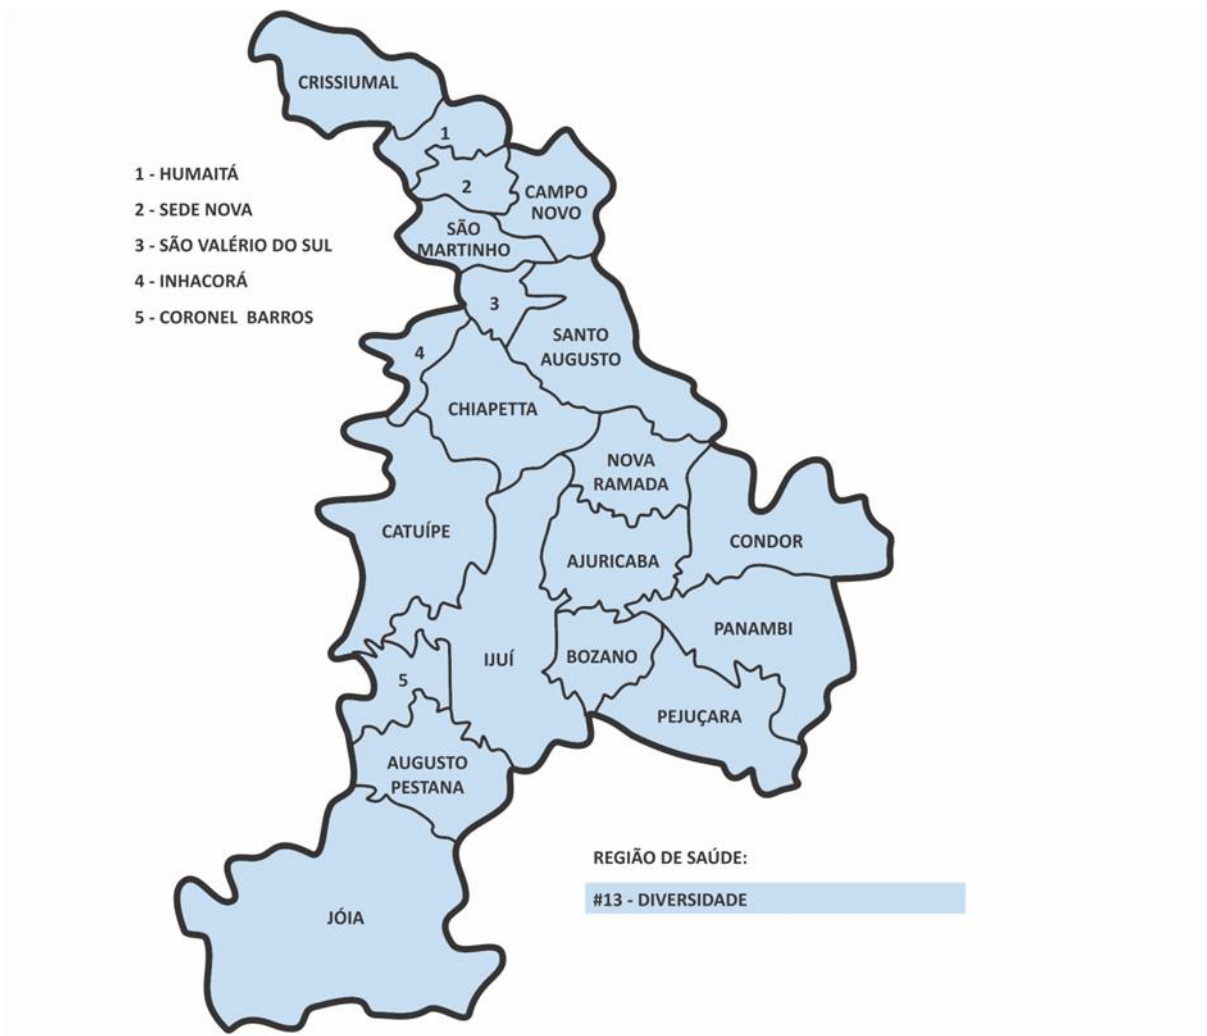 CRISSIUMAL
1
1 - HUMAITÁ
2 - SEDE NOVA
3 - SÃO VALÉRIO DO SUL
4 - INHACORÁ
5 - CORONEL BARROS
2
CAMPO
NOVO
SÃO
MARTINHO
3
SANTO
AUGUSTO
4
CHIAPETTA
NOVA
RAMADA
CATUÍPE
AJURICABA
CONDOR
PANAMBI
IJUÍ
BOZANO
5
PEJUÇARA
AUGUSTO
PESTANA
JÓIA
REGIÃO DE SAÚDE:
#13 - DIVERSIDADE